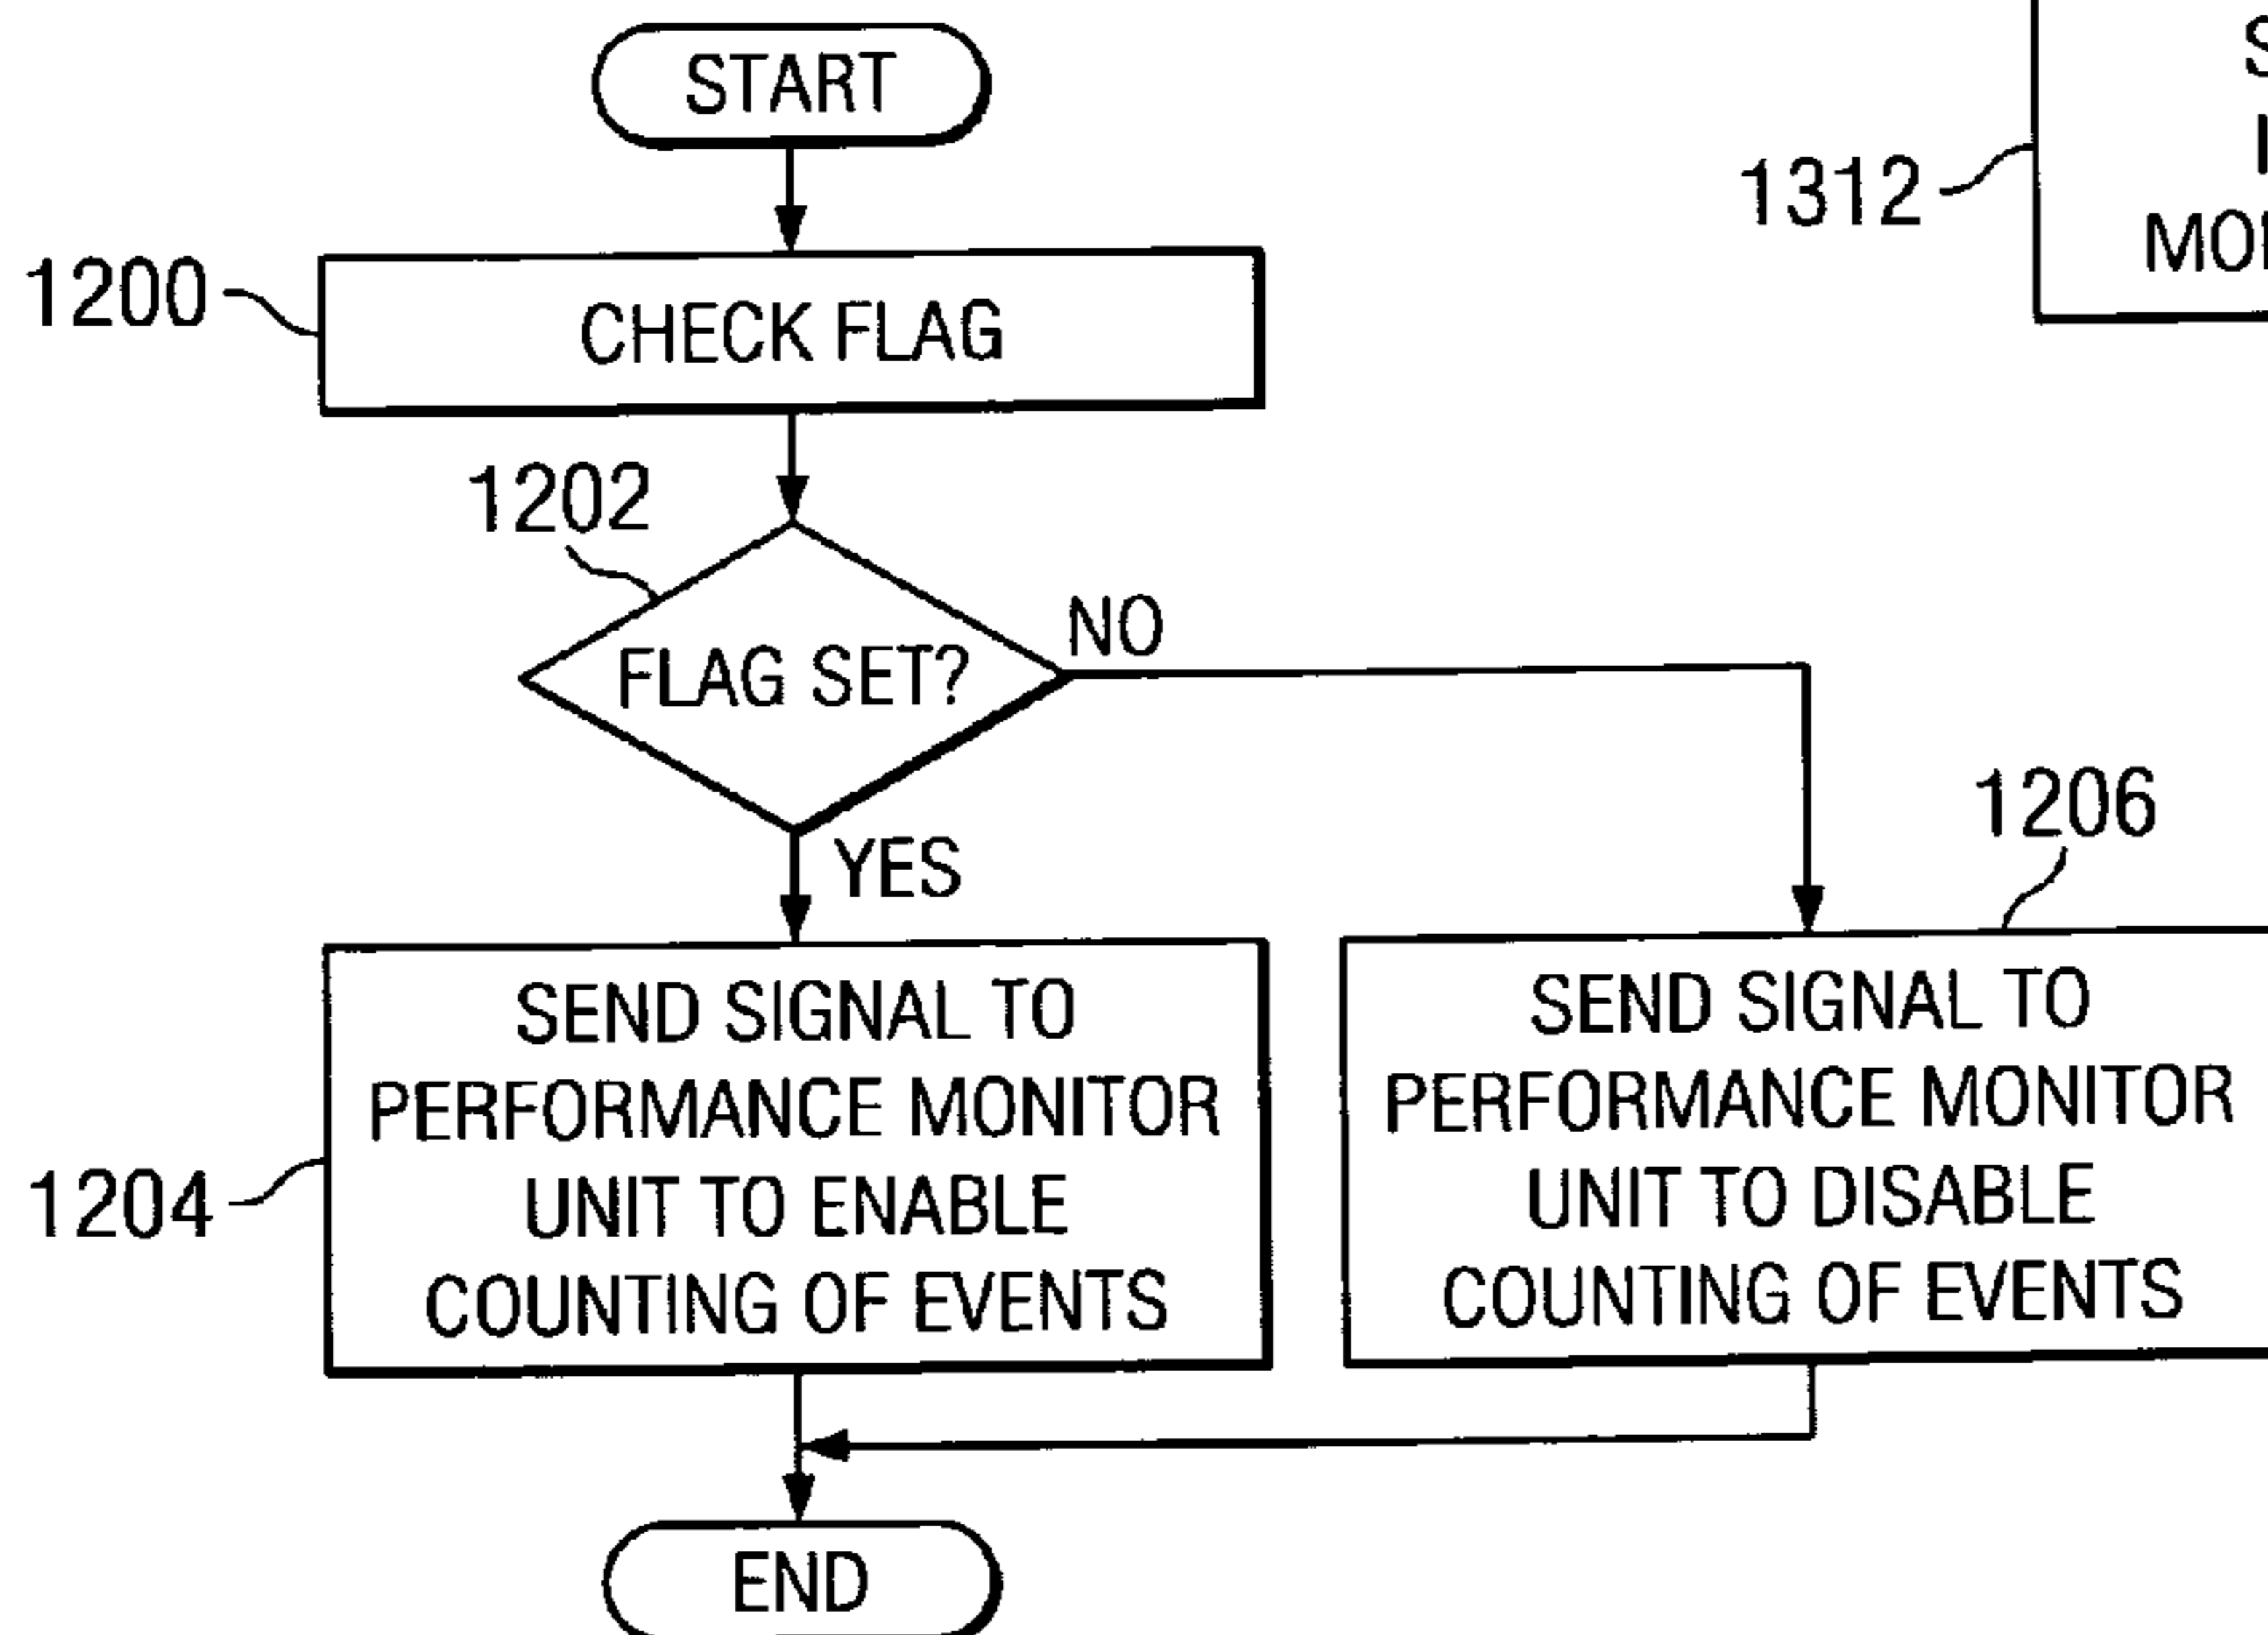 START
1200
CHECK FLAG
1202
FLAG SET?
NO
YES
1204
SEND SIGNAL TO
PERFORMANCE MONITOR
UNIT TO ENABLE
COUNTING OF EVENTS
1206
SEND SIGNAL TO
PERFORMANCE MONITOR
UNIT TO DISABLE
COUNTING OF EVENTS
END
1312